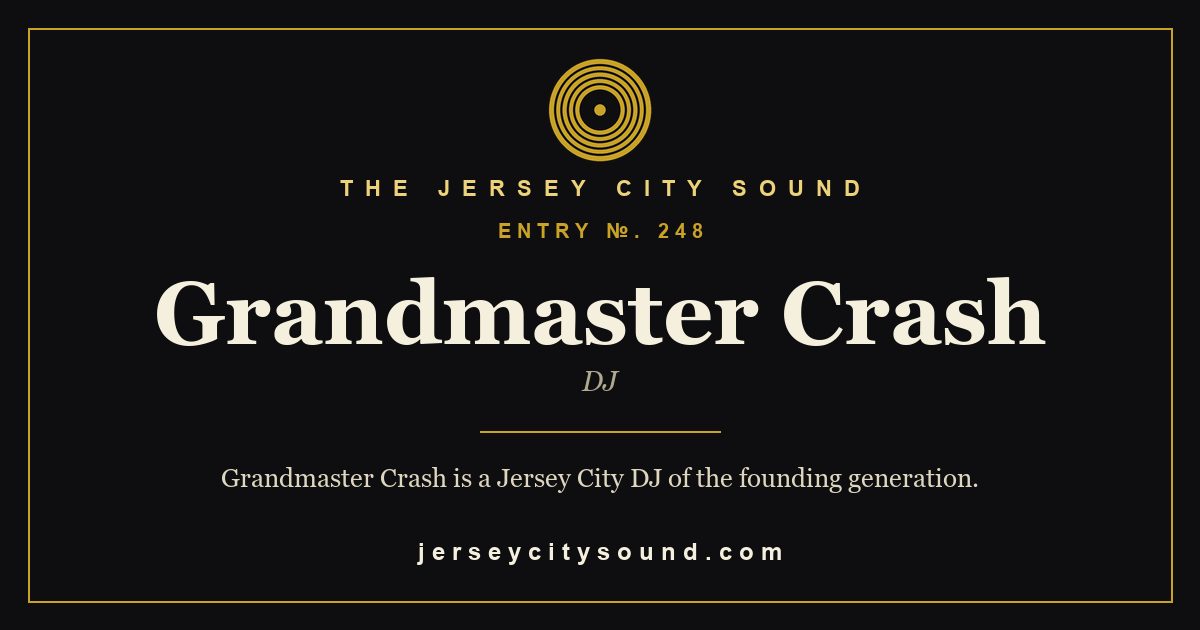 THE JERSEY CITY SOUND
ENTRY №. 248
Grandmaster Crash
DJ
Grandmaster Crash is a Jersey City DJ of the founding generation.
jerseycitysound.com